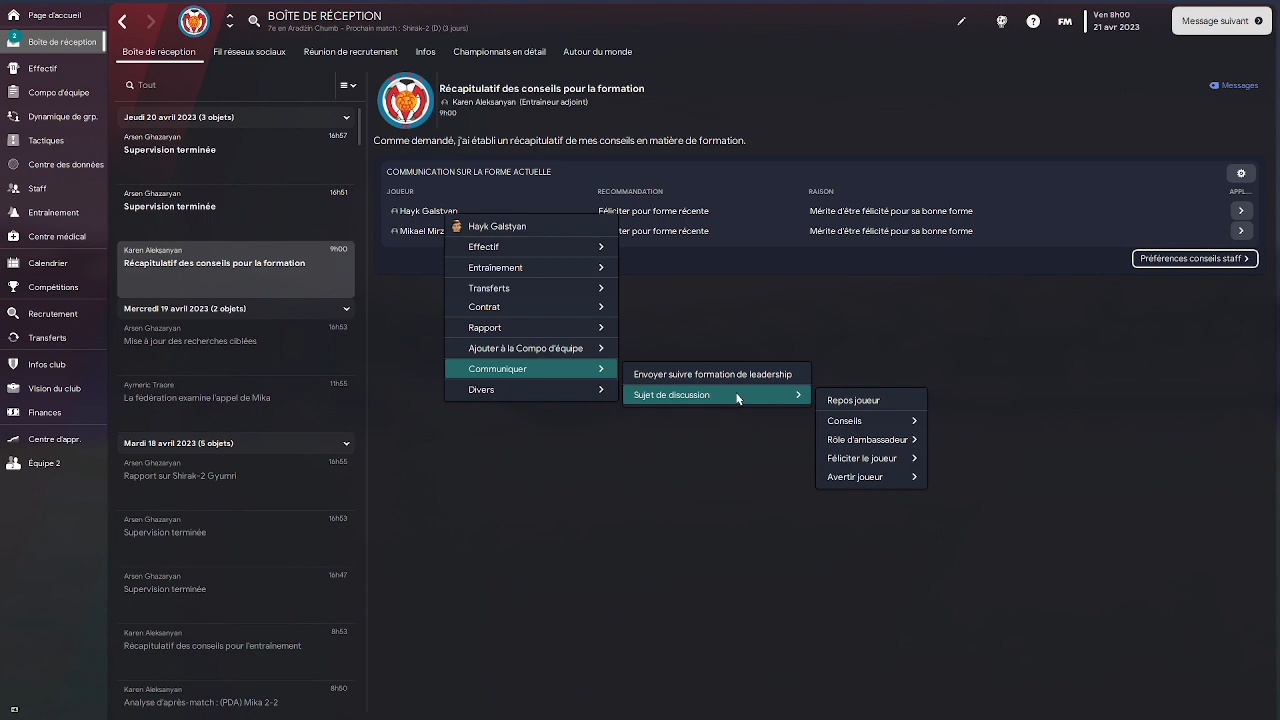 Page d'accueil
2
Boîte de réception
Effectif
Compo d'équipe
Dynamique de grp.
Tactiques
Centre des données
Staff
Entraînement
Centre médical
Calendrier
Compétitions
Recrutement
Transferts
Infos club
Vision du club
Finances
Centre d'appr.
Équipe 2
BOÎTE DE RÉCEPTION
7e en Aradżin Chumb - Prochain match : Shirak-2 (D) (3 jours)
FM
Ven 8h00
21 avr 2023
Message suivant
Boîte de réception
Fil réseaux sociaux
Réunion de recrutement
Infos
Championnats en détail
Autour du monde
Tout
Jeudi 20 avril 2023 (3 objets)
Arsen Ghazaryan 16h57
Supervision terminée
Arsen Ghazaryan 16h51
Supervision terminée
Karen Aleksanyan 9h00
Récapitulatif des conseils pour la formation
Mercredi 19 avril 2023 (2 objets)
Arsen Ghazaryan 16h53
Mise à jour des recherches ciblées
Aymeric Traore 11h55
La fédération examine l'appel de Mika
Mardi 18 avril 2023 (5 objets)
Arsen Ghazaryan 16h55
Rapport sur Shirak-2 Gyumri
Arsen Ghazaryan 16h53
Supervision terminée
Arsen Ghazaryan 16h47
Supervision terminée
Karen Aleksanyan 8h53
Récapitulatif des conseils pour l'entraînement
Karen Aleksanyan 8h50
Analyse d'après-match : (PDA) Mika 2-2
Récapitulatif des conseils pour la formation
Karen Aleksanyan (Entraîneur adjoint)
9h00
Messages
Comme demandé, j'ai établi un récapitulatif de mes conseils en matière de formation.
COMMUNICATION SUR LA FORME ACTUELLE
JOUEUR RECOMMANDATION RAISON APPL...
Hayk Galstyan Féliciter pour forme récente Mérite d'être félicité pour sa bonne forme
Mikael Mirz iter pour forme récente Mérite d'être félicité pour sa bonne forme
Préférences conseils staff
Hayk Galstyan
Effectif
Entraînement
Transferts
Contrat
Rapport
Ajouter à la Compo d'équipe
Communiquer
Divers
Envoyer suivre formation de leadership
Sujet de discussion
Repos joueur
Conseils
Rôle d'ambassadeur
Féliciter le joueur
Avertir joueur